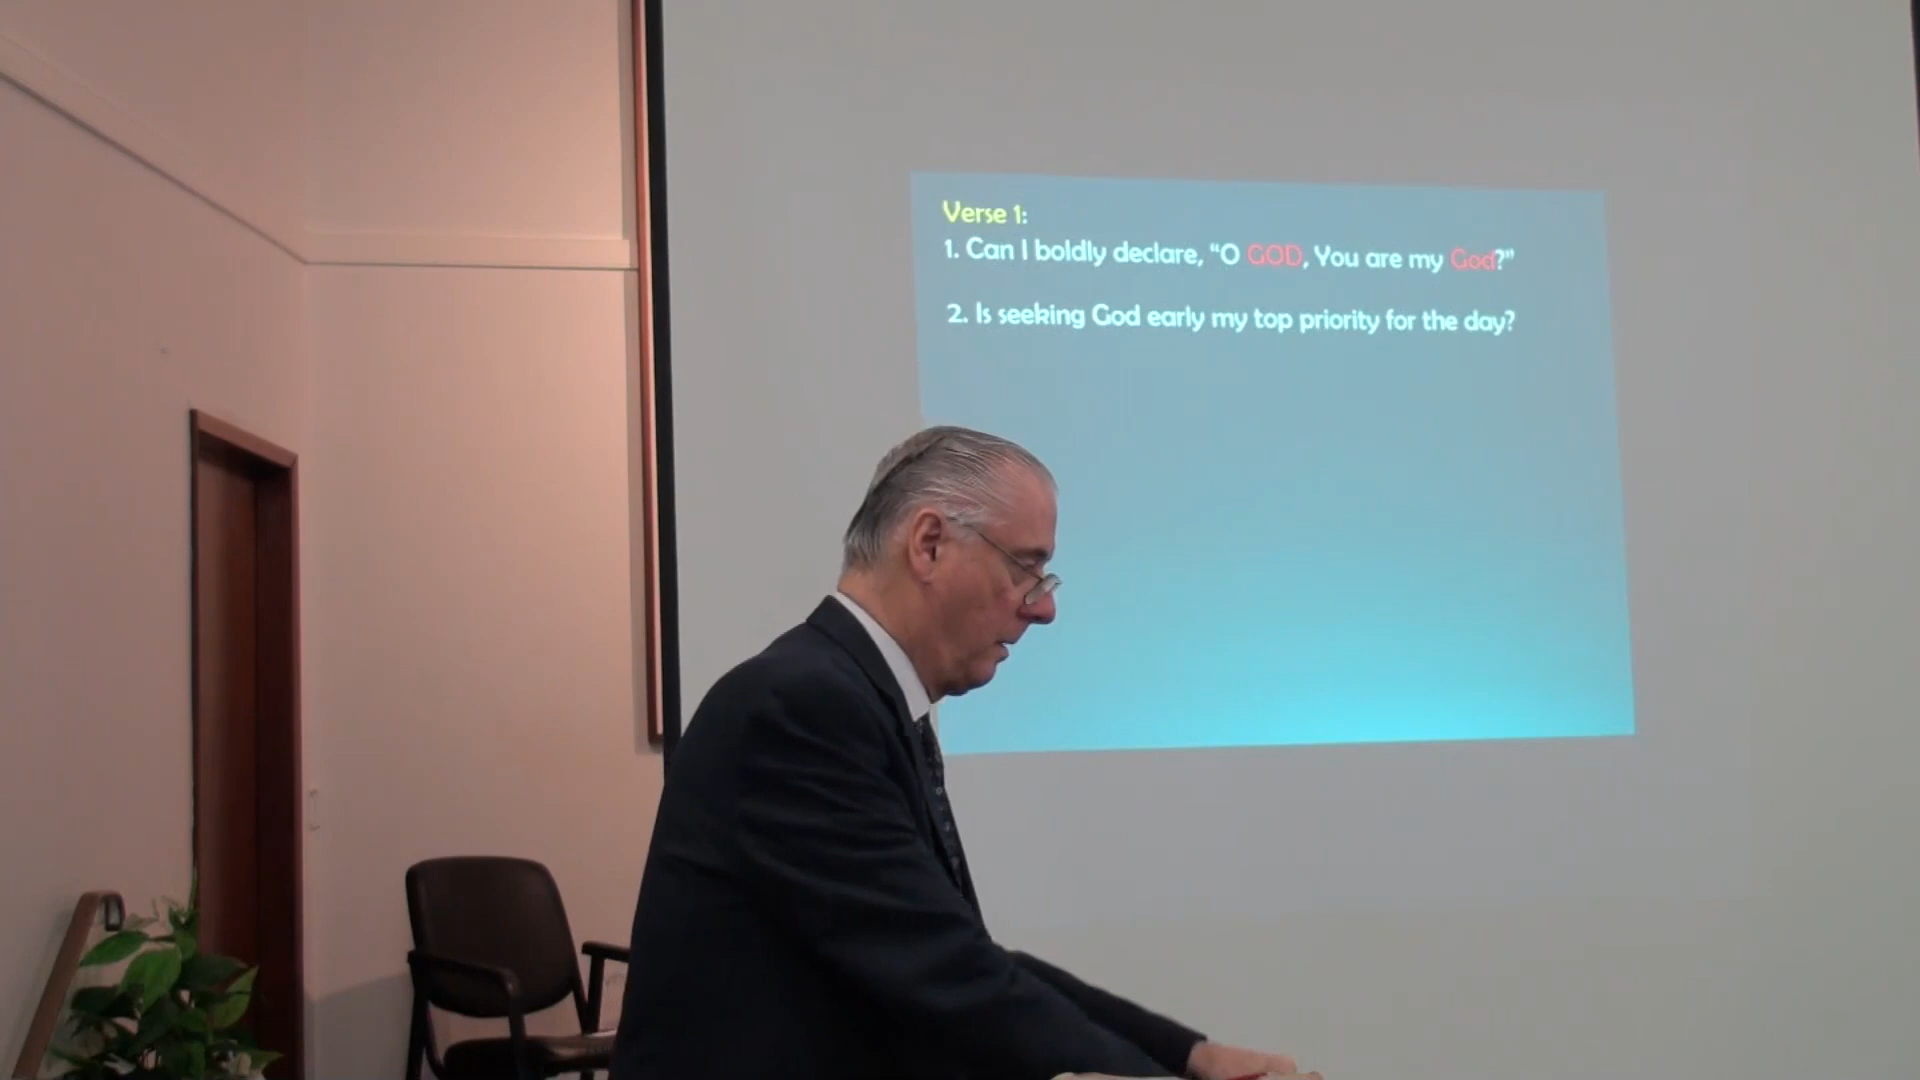 Verse 1:
1. Can I boldly declare, “O GOD, You are my God?”
2. Is seeking God early my top priority for the day?